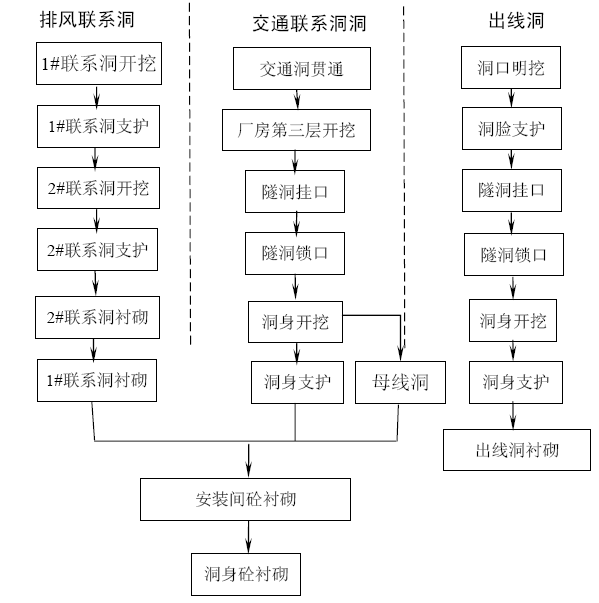 排风联系洞
1#联系洞开挖
1#联系洞支护
2#联系洞开挖
2#联系洞支护
2#联系洞衬砌
1#联系洞衬砌
交通联系洞洞
交通洞贯通
厂房第三层开挖
隧洞挂口
隧洞锁口
洞身开挖
洞身支护
母线洞
出线洞
洞口明挖
洞脸支护
隧洞挂口
隧洞锁口
洞身开挖
洞身支护
出线洞衬砌
安装间砼衬砌
洞身砼衬砌